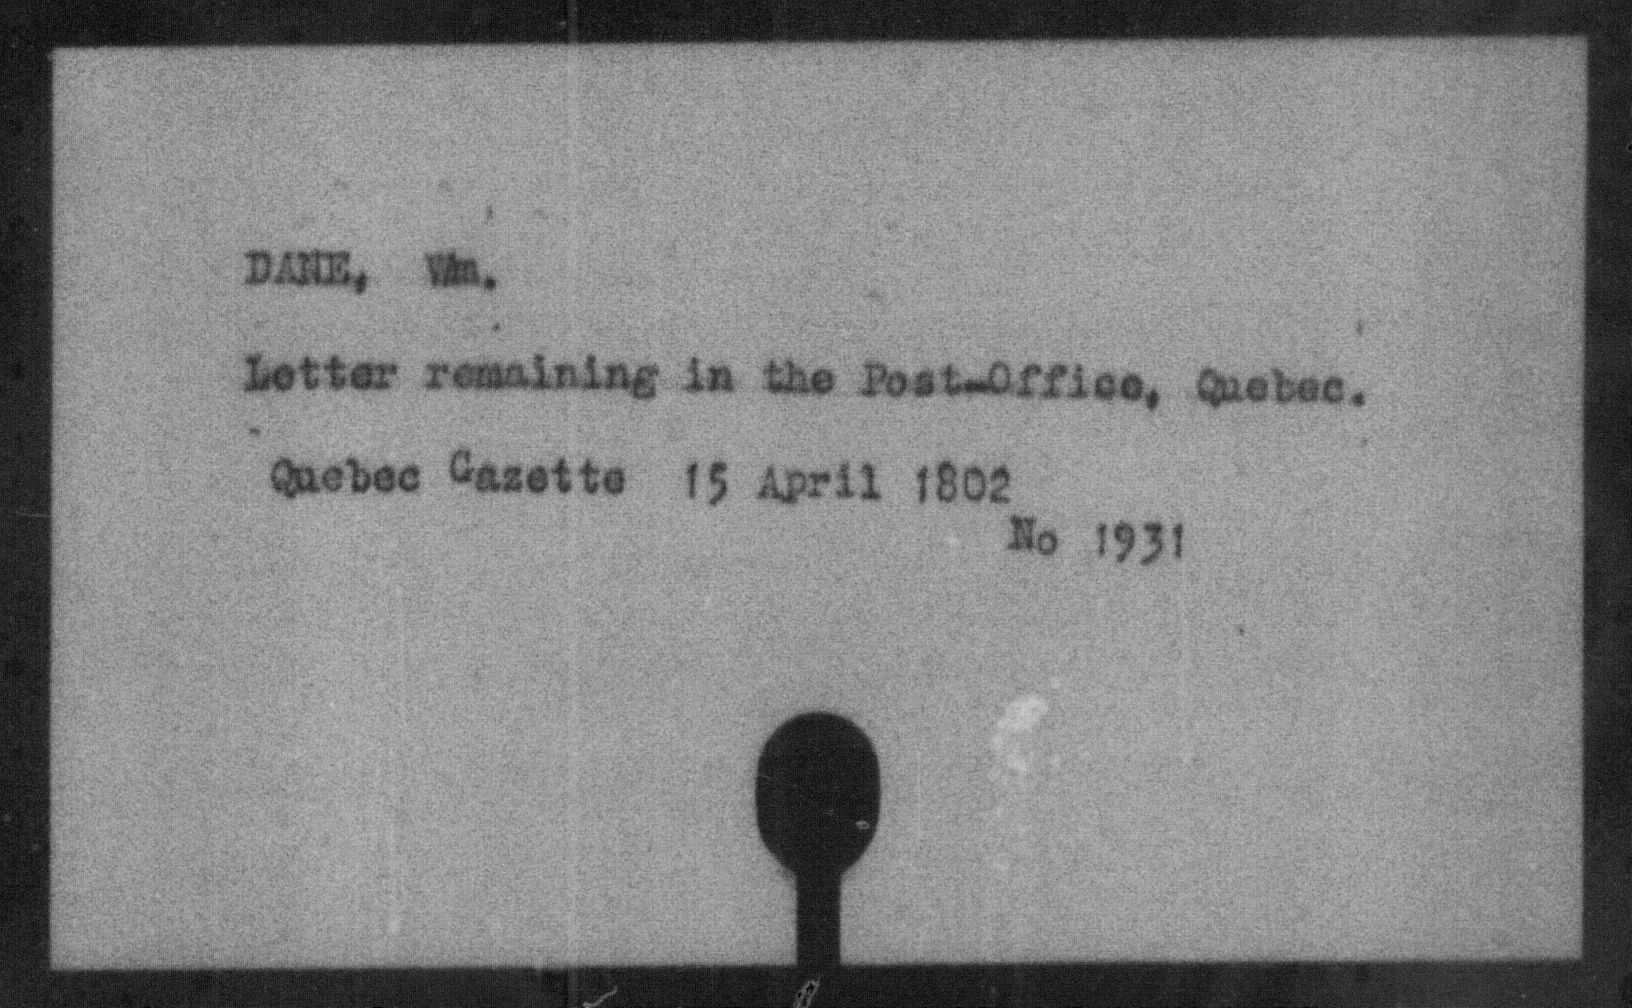 DANE, Wm.
Letter remaining in the Post-Office, Quebec.
Quebec Gazette 15 April 1802
No 1931